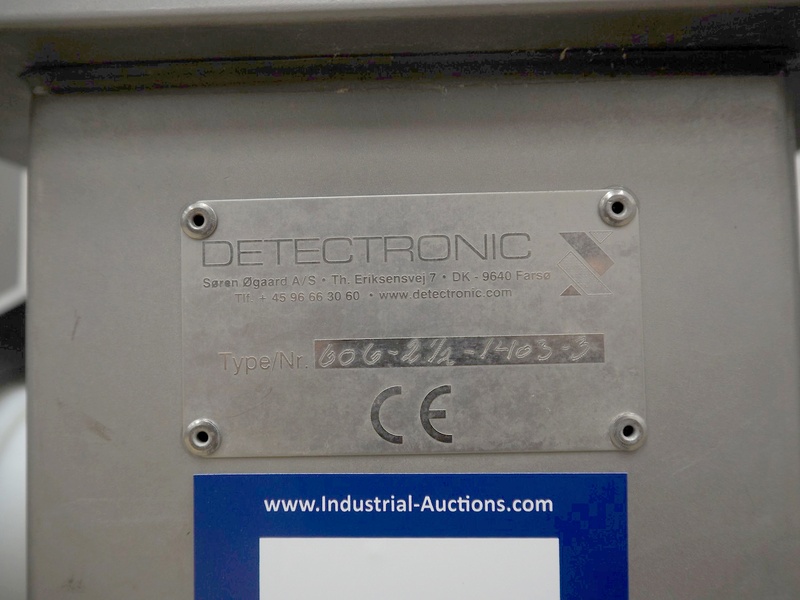 DETECTRONIC
Søren Øgaard A/S • Th. Eriksensvej 7 • DK - 9640 Farsø
Tlf. + 45 96 66 30 60 • www.detectronic.com
Type/Nr. 606-2½-1403-3
CE
www.Industrial-Auctions.com